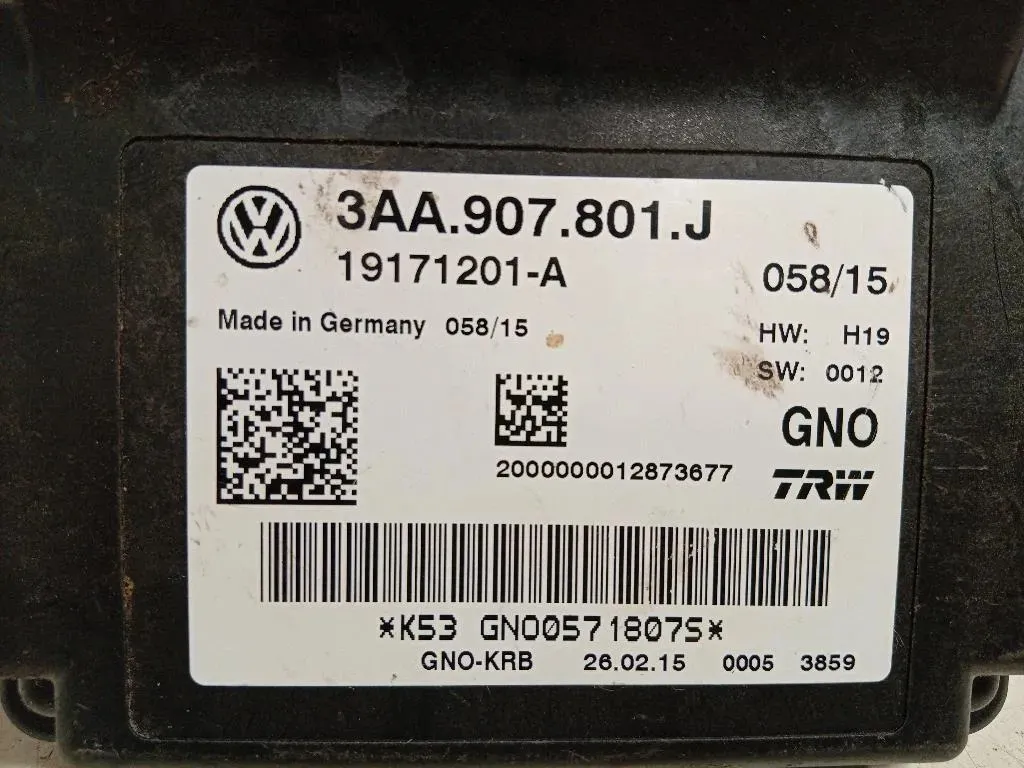 3AA.907.801.J
19171201-A 058/15
Made in Germany 058/15
HW: H19
SW: 0012
GNO
2000000012873677
TRW
*K53 GNO0571807S*
GNO-KRB 26.02.15 0005 3859